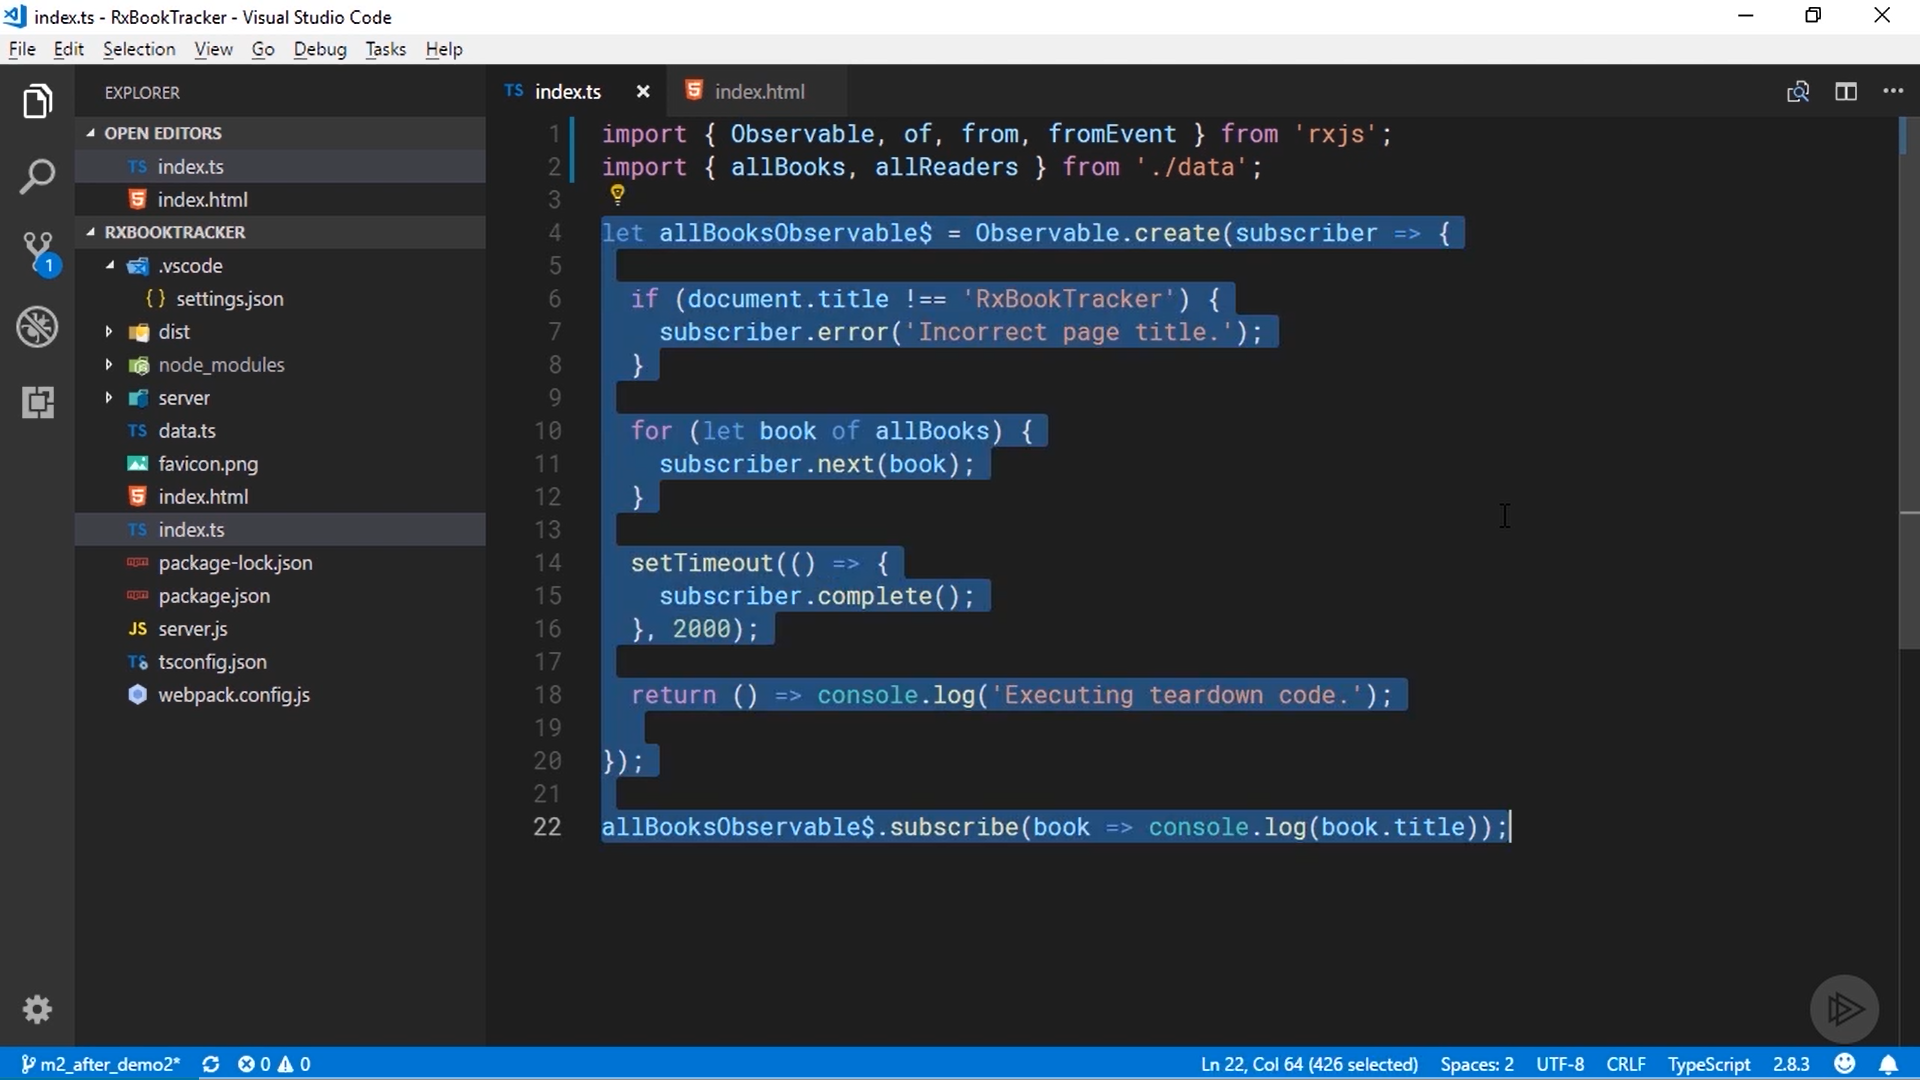 index.ts - RxBookTracker - Visual Studio Code
File Edit Selection View Go Debug Tasks Help
EXPLORER
OPEN EDITORS
TS index.ts
index.html
RXBOOKTRACKER
.vscode
{ } settings.json
dist
node_modules
server
TS data.ts
favicon.png
index.html
TS index.ts
package-lock.json
package.json
JS server.js
TS tsconfig.json
webpack.config.js
1
TS index.ts
index.html
1 import { Observable, of, from, fromEvent } from 'rxjs';
2 import { allBooks, allReaders } from './data';
3
4 let allBooksObservable$ = Observable.create(subscriber => {
5
6 if (document.title !== 'RxBookTracker') {
7 subscriber.error('Incorrect page title.');
8 }
9
10 for (let book of allBooks) {
11 subscriber.next(book);
12 }
13
14 setTimeout(() => {
15 subscriber.complete();
16 }, 2000);
17
18 return () => console.log('Executing teardown code.');
19
20 });
21
22 allBooksObservable$.subscribe(book => console.log(book.title));
m2_after_demo2* 0 0 Ln 22, Col 64 (426 selected) Spaces: 2 UTF-8 CRLF TypeScript 2.8.3